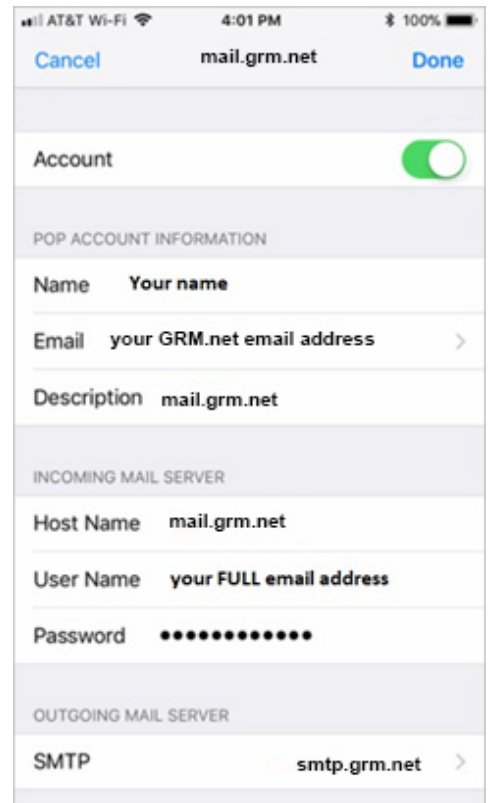 AT&T Wi-Fi 4:01 PM 100%
Cancel mail.grm.net Done
Account
POP ACCOUNT INFORMATION
Name Your name
Email your GRM.net email address
Description mail.grm.net
INCOMING MAIL SERVER
Host Name mail.grm.net
User Name your FULL email address
Password ●●●●●●●●●●●●
OUTGOING MAIL SERVER
SMTP smtp.grm.net